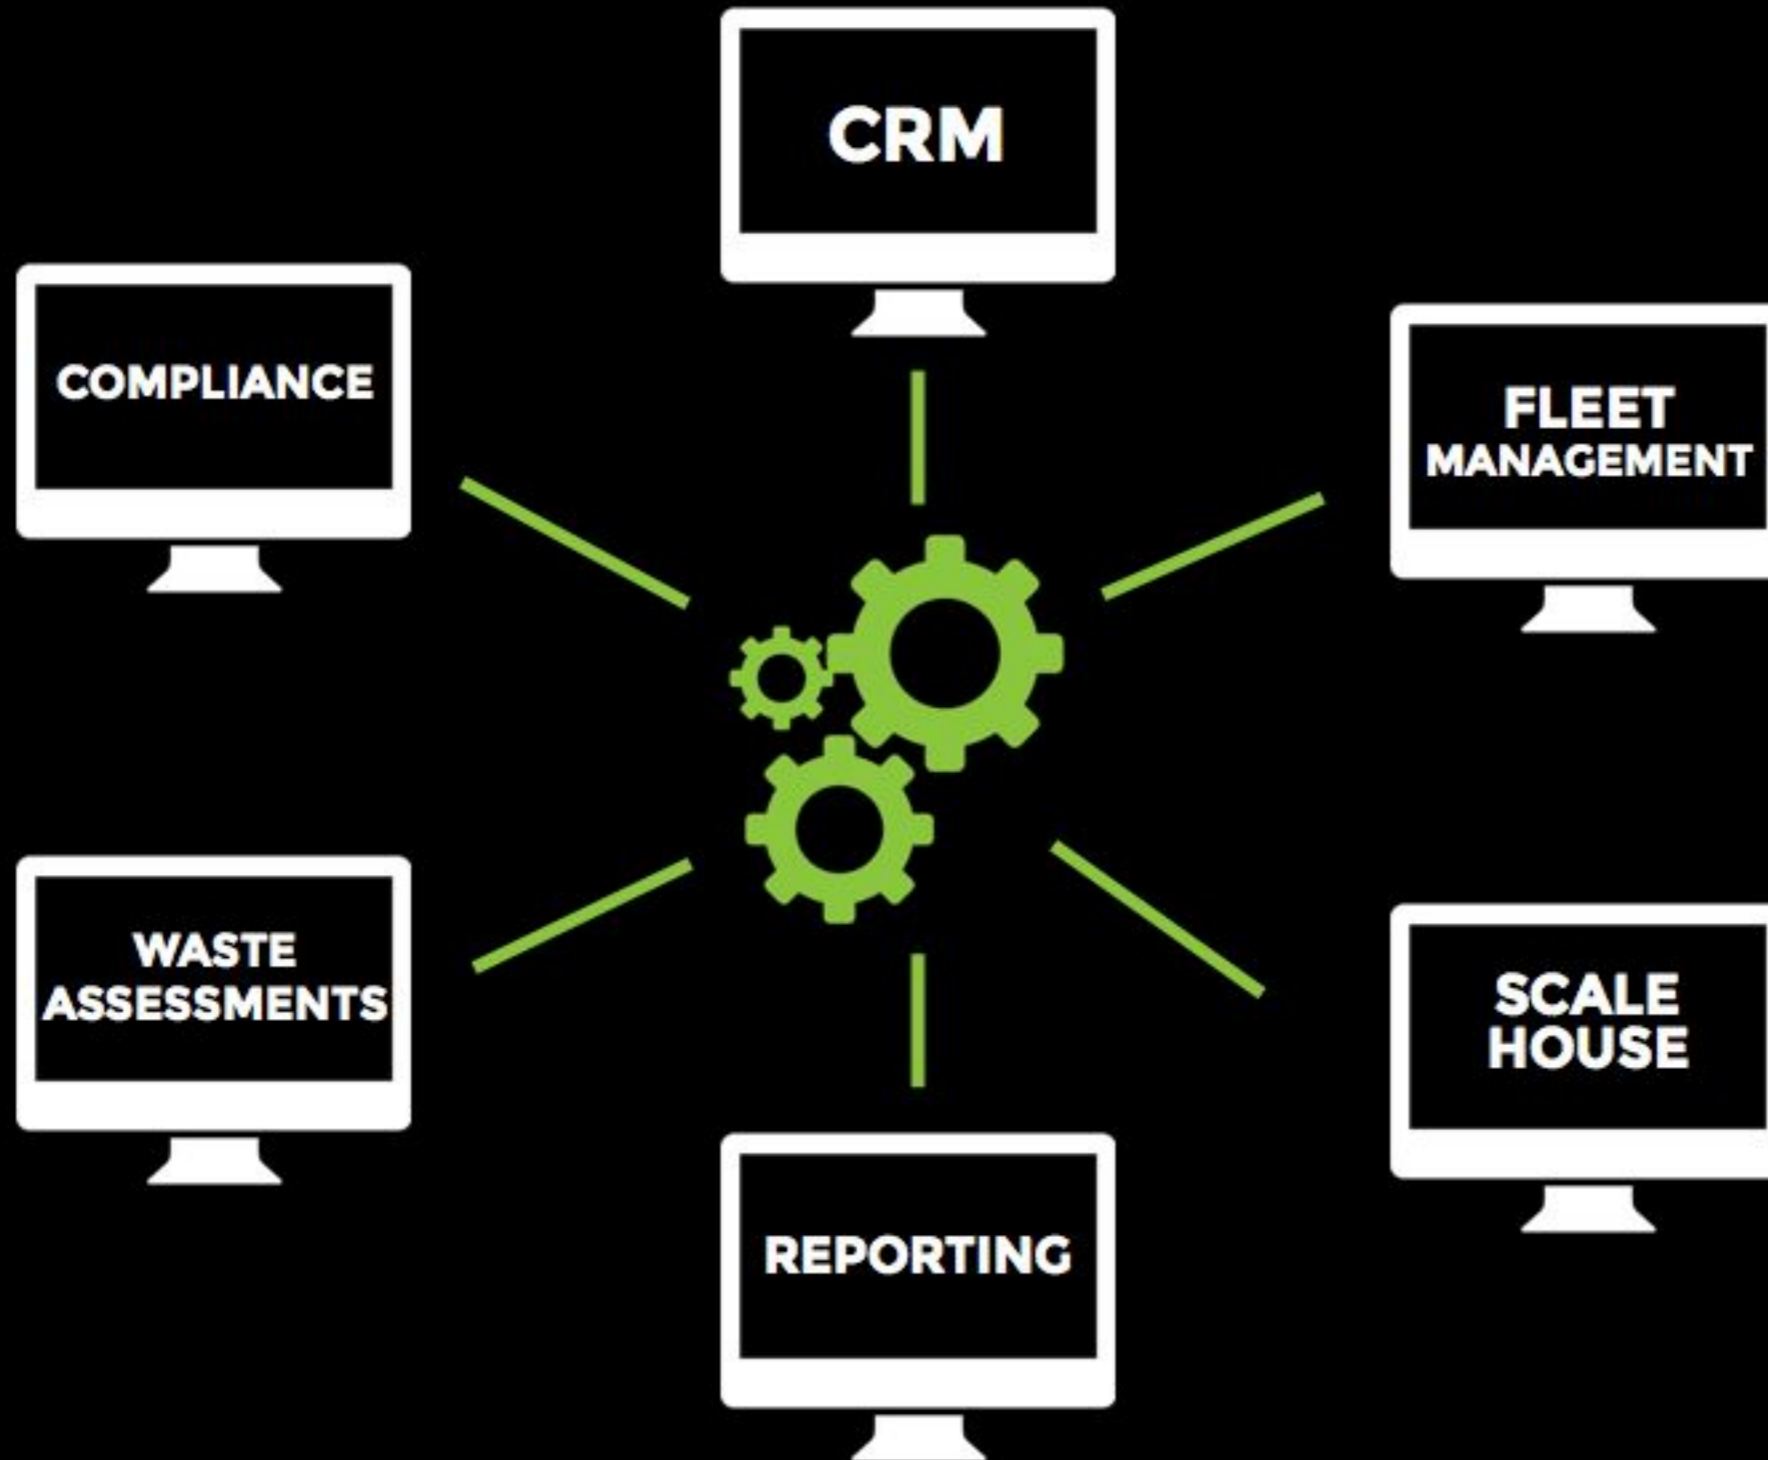 CRM
COMPLIANCE
FLEET
MANAGEMENT
WASTE
ASSESSMENTS
SCALE
HOUSE
REPORTING